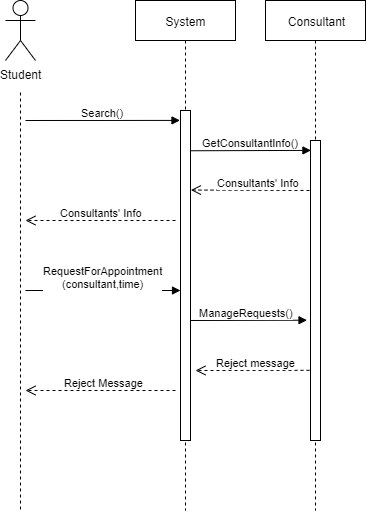 System
Consultant
Student
Search()
GetConsultantInfo()
Consultants' Info
Consultants' Info
RequestForAppointment
(consultant,time)
ManageRequests()
Reject message
Reject Message